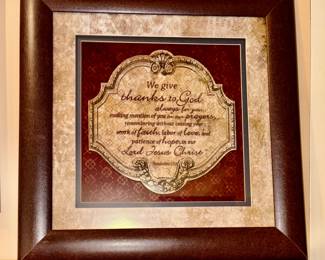 We give
thanks to God
always for you,
making mention of you in our prayers,
remembering without ceasing your
work of faith, labor of love, and
patience of hope in our
Lord Jesus Christ